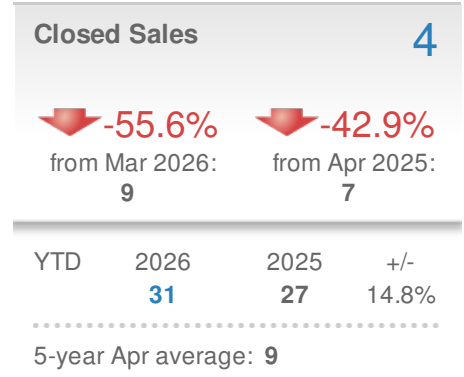 Closed Sales 4
-55.6% -42.9%
from Mar 2026: from Apr 2025:
9 7
YTD 2026 2025 +/-
31 27 14.8%
5-year Apr average: 9